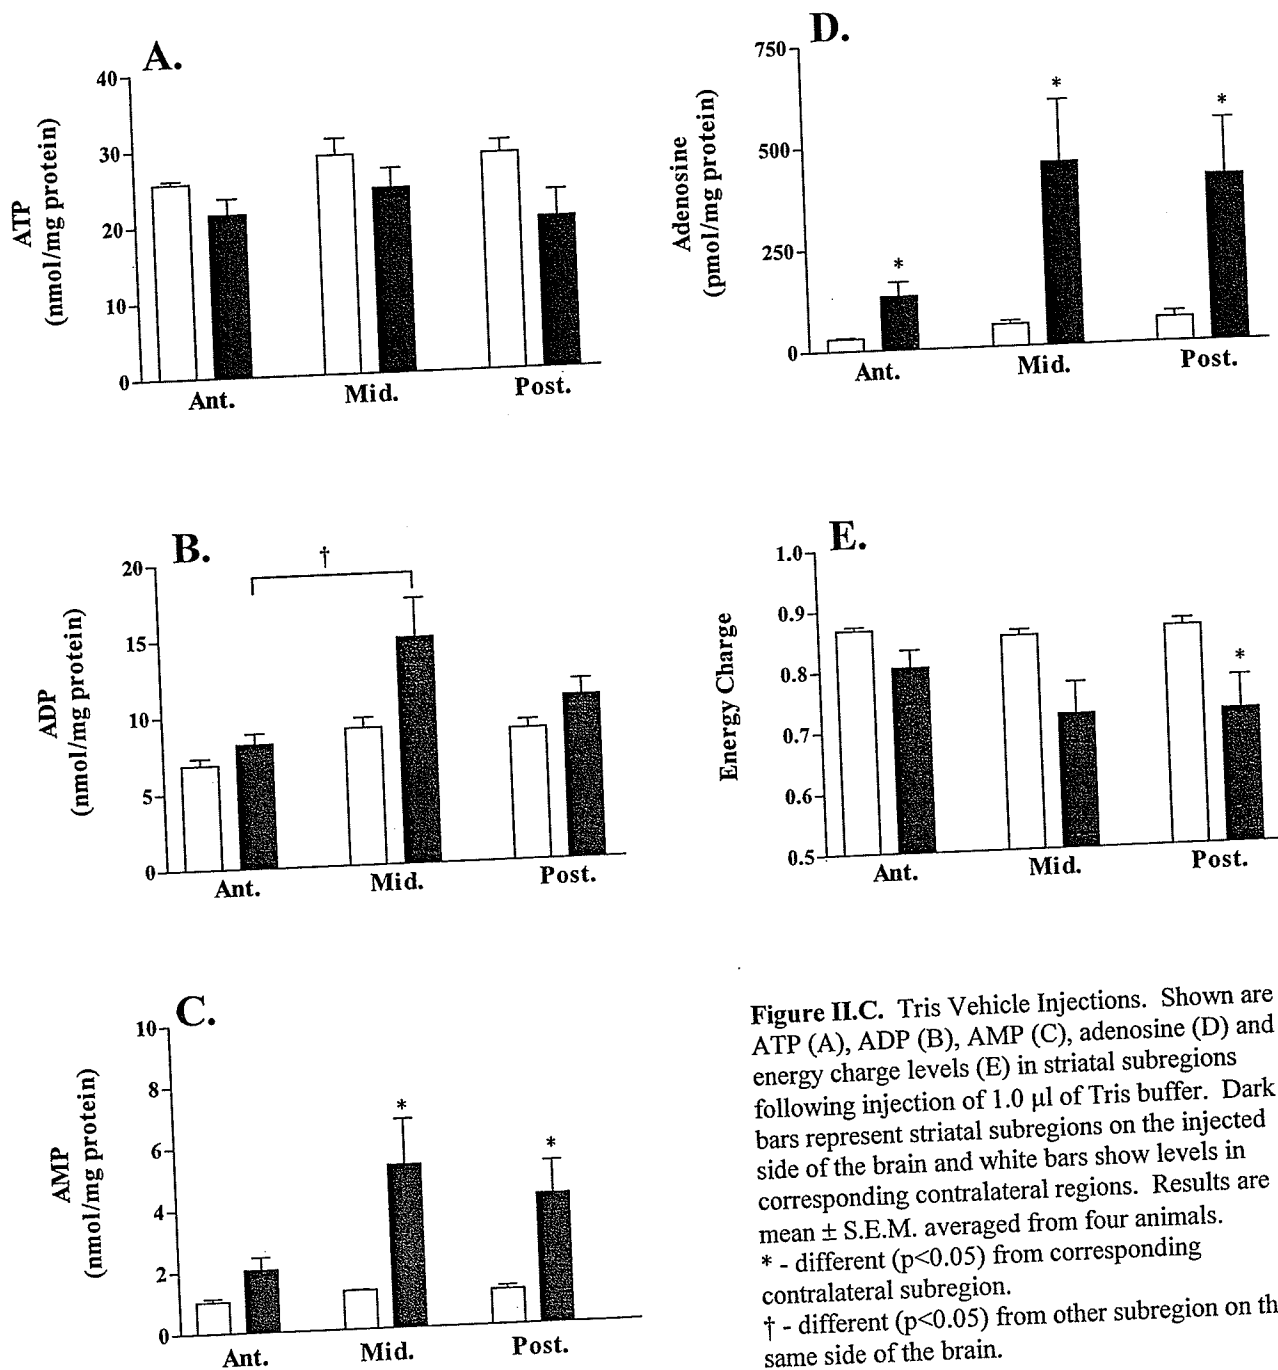 A.
40
30
20
10
0
ATP
(nmol/mg protein)
Ant.
Mid.
Post.
D.
750
500
250
0
Adenosine
(pmol/mg protein)
*
*
*
Ant.
Mid.
Post.
B.
20
15
10
5
0
ADP
(nmol/mg protein)
†
Ant.
Mid.
Post.
E.
1.0
0.9
0.8
0.7
0.6
0.5
Energy Charge
*
Ant.
Mid.
Post.
C.
10
8
6
4
2
0
AMP
(nmol/mg protein)
*
*
Ant.
Mid.
Post.
Figure II.C. Tris Vehicle Injections. Shown are
ATP (A), ADP (B), AMP (C), adenosine (D) and
energy charge levels (E) in striatal subregions
following injection of 1.0 µl of Tris buffer. Dark
bars represent striatal subregions on the injected
side of the brain and white bars show levels in
corresponding contralateral regions. Results are
mean ± S.E.M. averaged from four animals.
* - different (p<0.05) from corresponding
contralateral subregion.
† - different (p<0.05) from other subregion on th
same side of the brain.